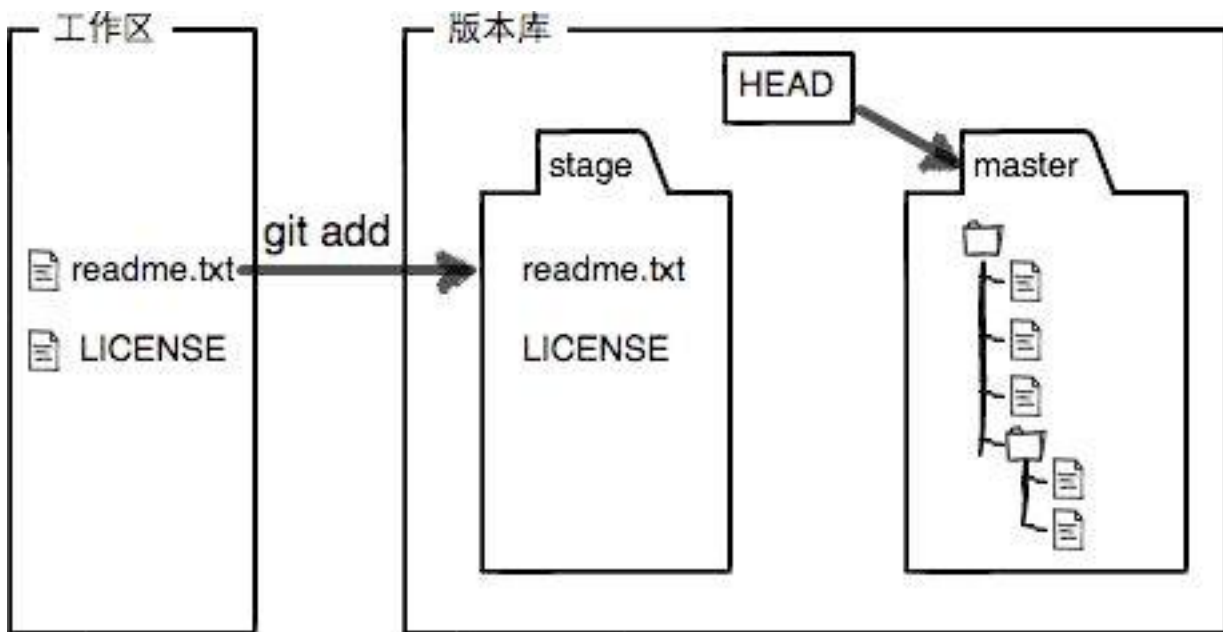 工作区
版本库
HEAD
stage
master
git add
readme.txt
readme.txt
LICENSE
LICENSE